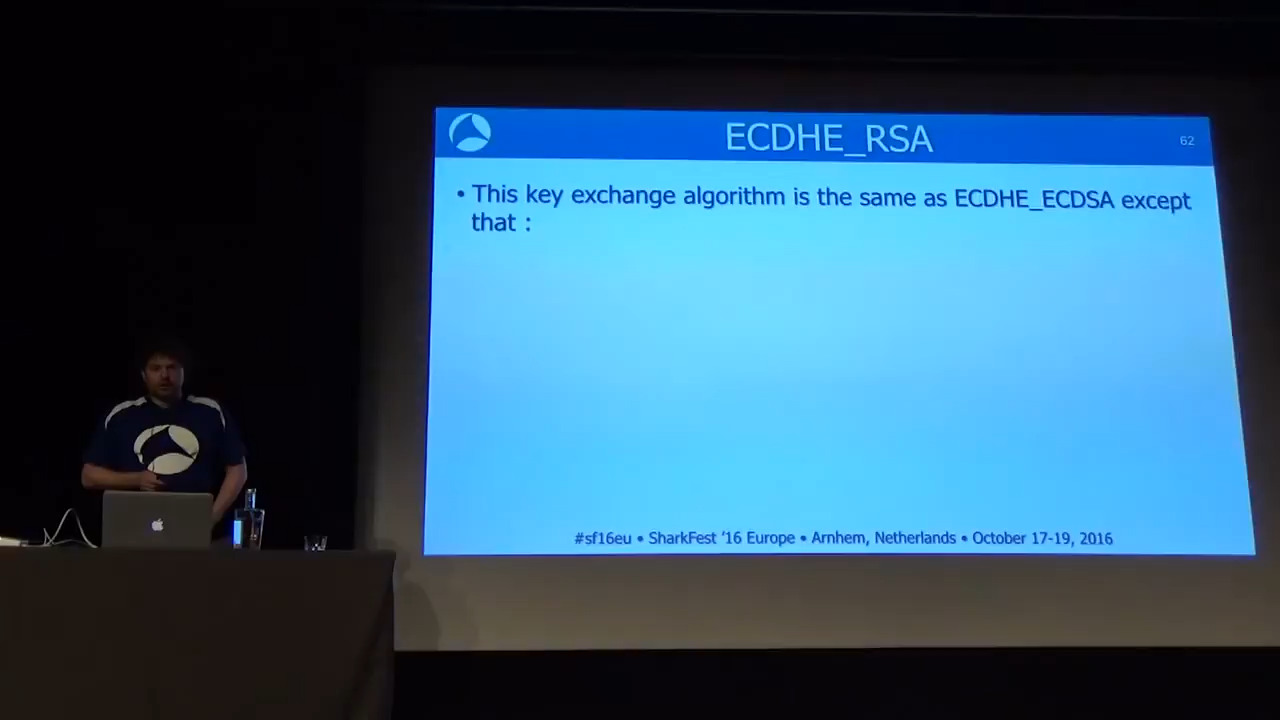 ECDHE_RSA
62
• This key exchange algorithm is the same as ECDHE_ECDSA except
that :
#sf16eu • SharkFest '16 Europe • Arnhem, Netherlands • October 17-19, 2016